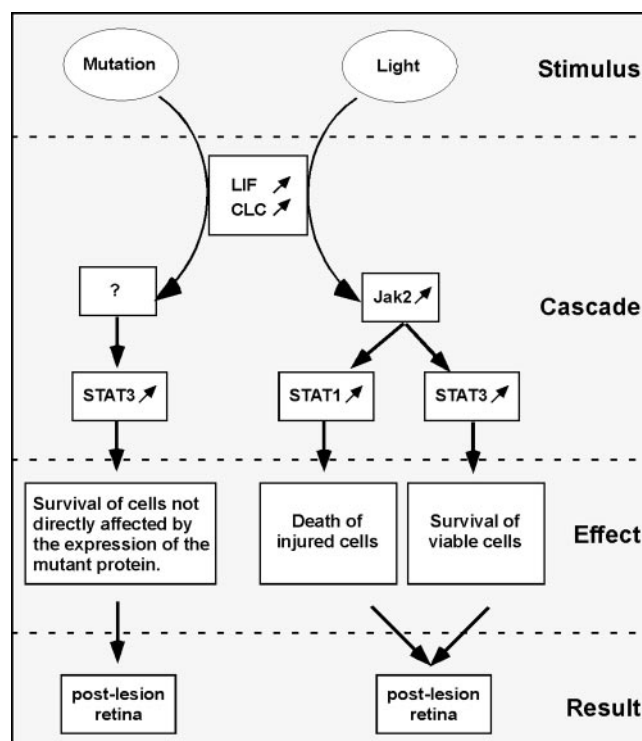 Mutation
Light
Stimulus
LIF
CLC
?
Jak2
Cascade
STAT3
STAT1
STAT3
Survival of cells not
directly affected by
the expression of the
mutant protein.
Death of
injured cells
Survival of
viable cells
Effect
post-lesion
retina
post-lesion
retina
Result